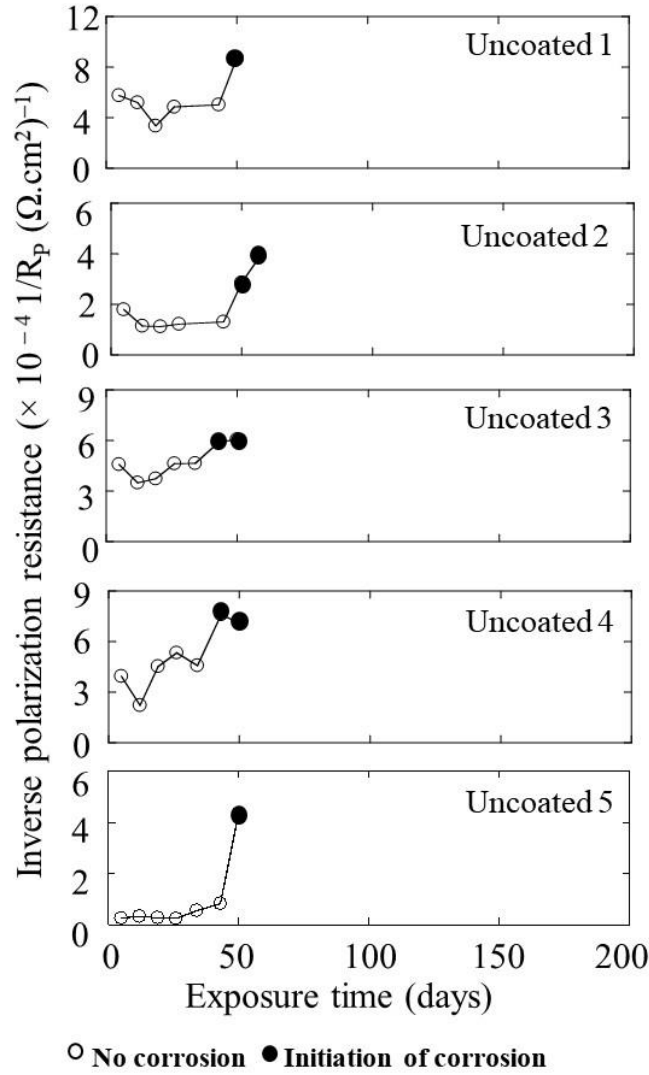 Inverse polarization resistance (× 10⁻⁴ 1/R_P (Ω.cm²)⁻¹
12
8
4
0
Uncoated 1
6
4
2
0
Uncoated 2
9
6
3
0
Uncoated 3
9
6
3
0
Uncoated 4
6
4
2
0
Uncoated 5
0 50 100 150 200
Exposure time (days)
No corrosion Initiation of corrosion